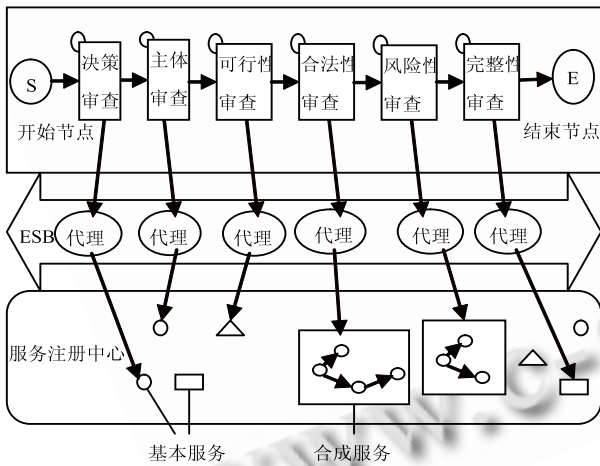 决策 主体 可行性 合法性 风险性 完整性
S 审查 审查 审查 审查 审查 审查 E
开始节点 结束节点
ESB 代理 代理 代理 代理 代理 代理
服务注册中心
基本服务 合成服务
www.c-